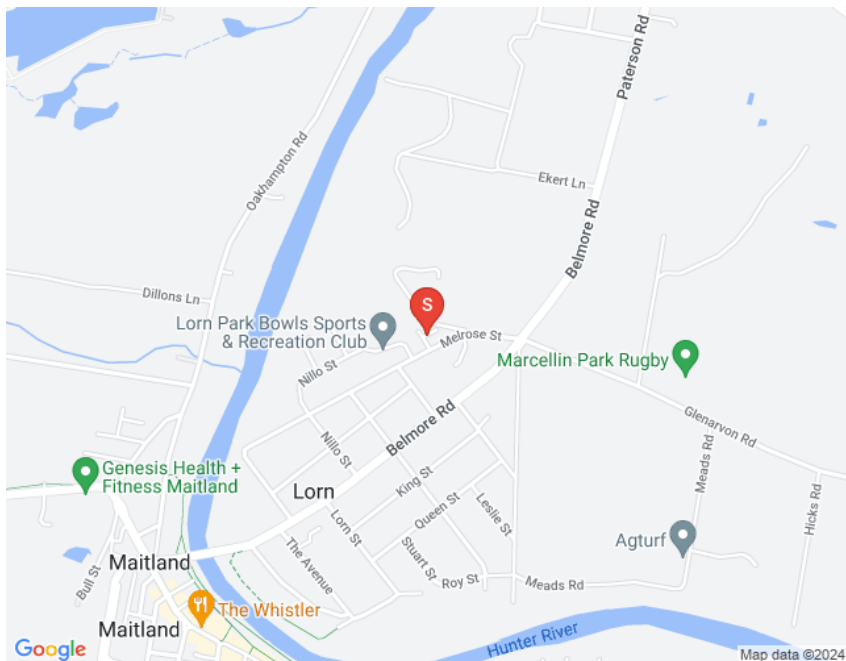 Paterson Rd
Oakhampton Rd
Ekert Ln
Belmore Rd
Dillons Ln
S
Lorn Park Bowls Sports
& Recreation Club
Melrose St
Marcellin Park Rugby
Nillo St
Glenarvon Rd
Belmore Rd
Nillo St
Meads Rd
Genesis Health +
Fitness Maitland
King St
Lorn
Hicks Rd
Queen St
Leslie St
Lorn St
Agturf
The Avenue
Stuart St
Maitland
Bull St
Roy St
Meads Rd
The Whistler
Maitland
Hunter River
Google
Map data ©2024